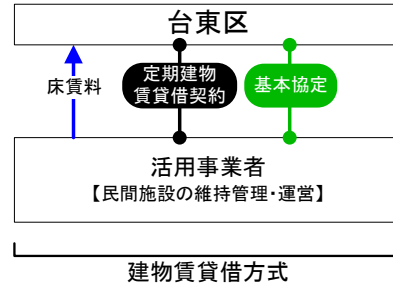 台東区
床賃料
定期建物
賃貸借契約
基本協定
活用事業者
【民間施設の維持管理・運営】
建物賃貸借方式